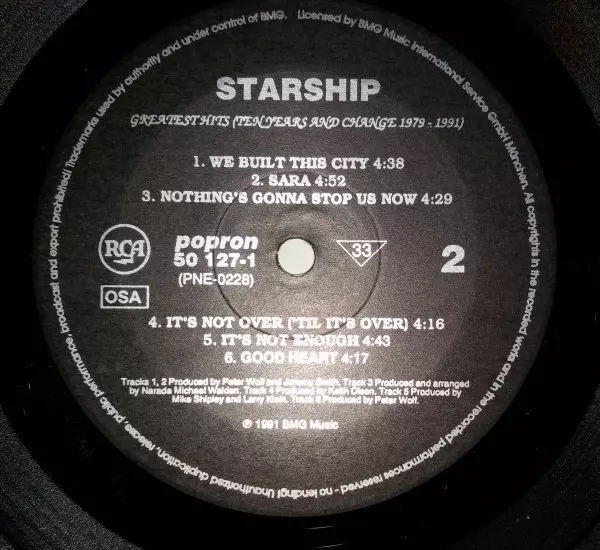 STARSHIP
GREATEST HITS (TEN YEARS AND CHANGE 1979 - 1991)
1. WE BUILT THIS CITY 4:38
2. SARA 4:52
3. NOTHING'S GONNA STOP US NOW 4:29
RCA
popron
50 127-1
(PNE-0228)
33
2
OSA
4. IT'S NOT OVER ('TIL IT'S OVER) 4:16
5. IT'S NOT ENOUGH 4:43
6. GOOD HEART 4:17
Tracks 1, 2 Produced by Peter Wolf and Jeremy Smith. Track 3 Produced and arranged
by Narada Michael Walden. Track 4 Produced by Keith Olsen. Track 5 Produced by
Mike Shipley and Larry Klein. Track 6 Produced by Peter Wolf.
℗ 1991 BMG Music
Trademarks used by authority and under control of BMG. Licensed by BMG Music International Service GmbH München. All copyrights in the recorded works and in the recorded performances reserved - no lending! Unauthorized duplication, release, public performance, broadcast and export prohibited!